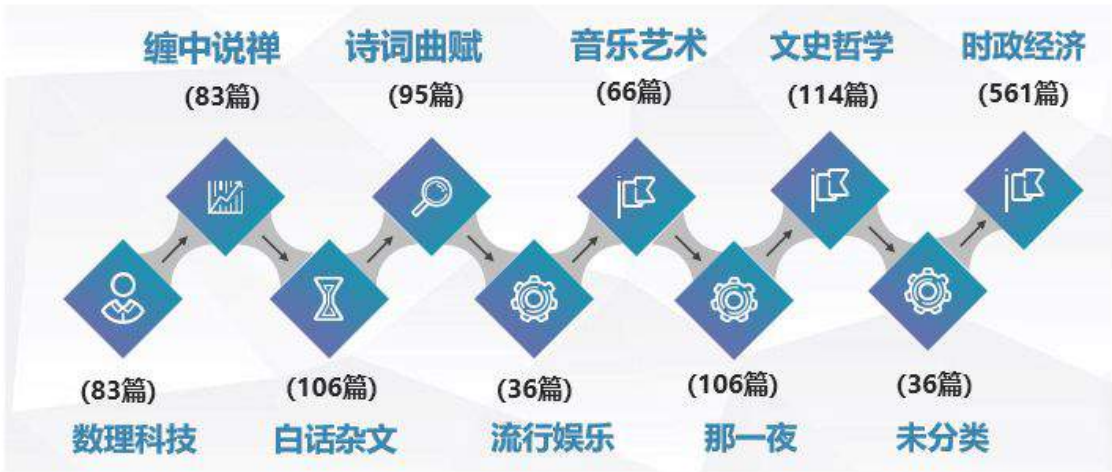 缠中说禅 诗词曲赋 音乐艺术 文史哲学 时政经济
(83篇) (95篇) (66篇) (114篇) (561篇)
(83篇) (106篇) (36篇) (106篇) (36篇)
数理科技 白话杂文 流行娱乐 那一夜 未分类